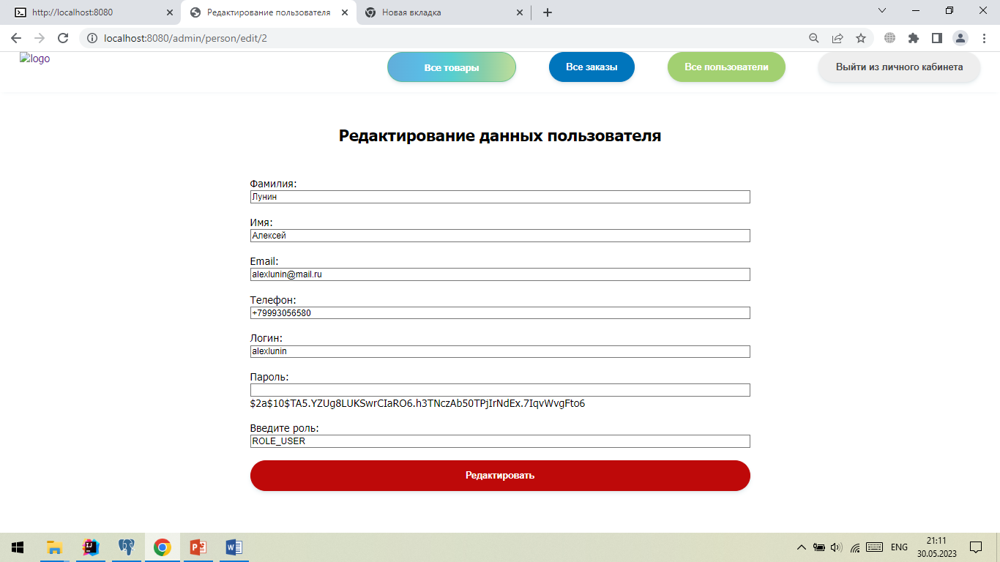 http://localhost:8080
Редактирование пользователя
Новая вкладка
localhost:8080/admin/person/edit/2
logo
Все товары
Все заказы
Все пользователи
Выйти из личного кабинета
Редактирование данных пользователя
Фамилия:
Лунин
Имя:
Алексей
Email:
alexlunin@mail.ru
Телефон:
+79993056580
Логин:
alexlunin
Пароль:
$2a$10$TA5.YZUg8LUKSwrCIaRO6.h3TNczAb50TPjIrNdEx.7IqvWvgFto6
Введите роль:
ROLE_USER
Редактировать
ENG
21:11
30.05.2023